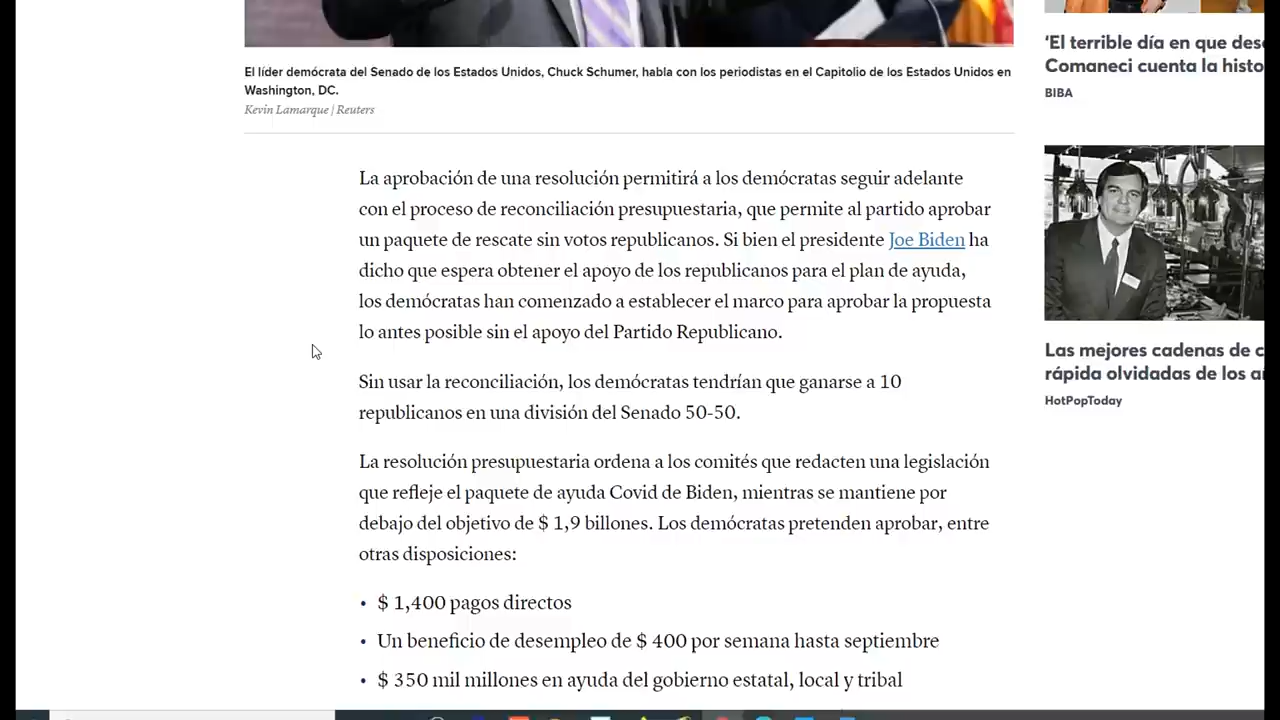 El líder demócrata del Senado de los Estados Unidos, Chuck Schumer, habla con los periodistas en el Capitolio de los Estados Unidos en
Washington, DC.
Kevin Lamarque | Reuters
La aprobación de una resolución permitirá a los demócratas seguir adelante
con el proceso de reconciliación presupuestaria, que permite al partido aprobar
un paquete de rescate sin votos republicanos. Si bien el presidente Joe Biden ha
dicho que espera obtener el apoyo de los republicanos para el plan de ayuda,
los demócratas han comenzado a establecer el marco para aprobar la propuesta
lo antes posible sin el apoyo del Partido Republicano.
Sin usar la reconciliación, los demócratas tendrían que ganarse a 10
republicanos en una división del Senado 50-50.
La resolución presupuestaria ordena a los comités que redacten una legislación
que refleje el paquete de ayuda Covid de Biden, mientras se mantiene por
debajo del objetivo de $ 1,9 billones. Los demócratas pretenden aprobar, entre
otras disposiciones:
• $ 1,400 pagos directos
• Un beneficio de desempleo de $ 400 por semana hasta septiembre
• $ 350 mil millones en ayuda del gobierno estatal, local y tribal
‘El terrible día en que
Comaneci cuenta la
BIBA
Las mejores cadenas de
rápida olvidadas de los
HotPopToday